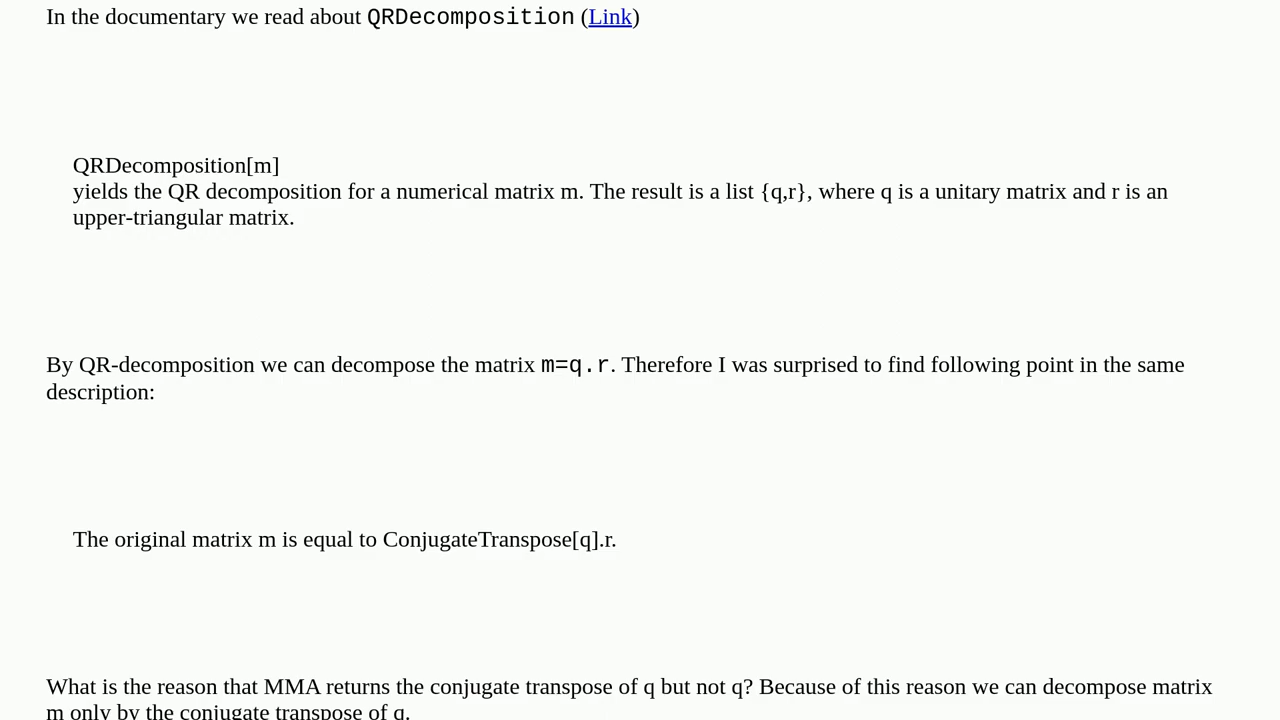 In the documentary we read about QRDecomposition (Link)
QRDecomposition[m]
yields the QR decomposition for a numerical matrix m. The result is a list {q,r}, where q is a unitary matrix and r is an
upper-triangular matrix.
By QR-decomposition we can decompose the matrix m=q.r. Therefore I was surprised to find following point in the same
description:
The original matrix m is equal to ConjugateTranspose[q].r.
What is the reason that MMA returns the conjugate transpose of q but not q? Because of this reason we can decompose matrix
m only by the conjugate transpose of q.